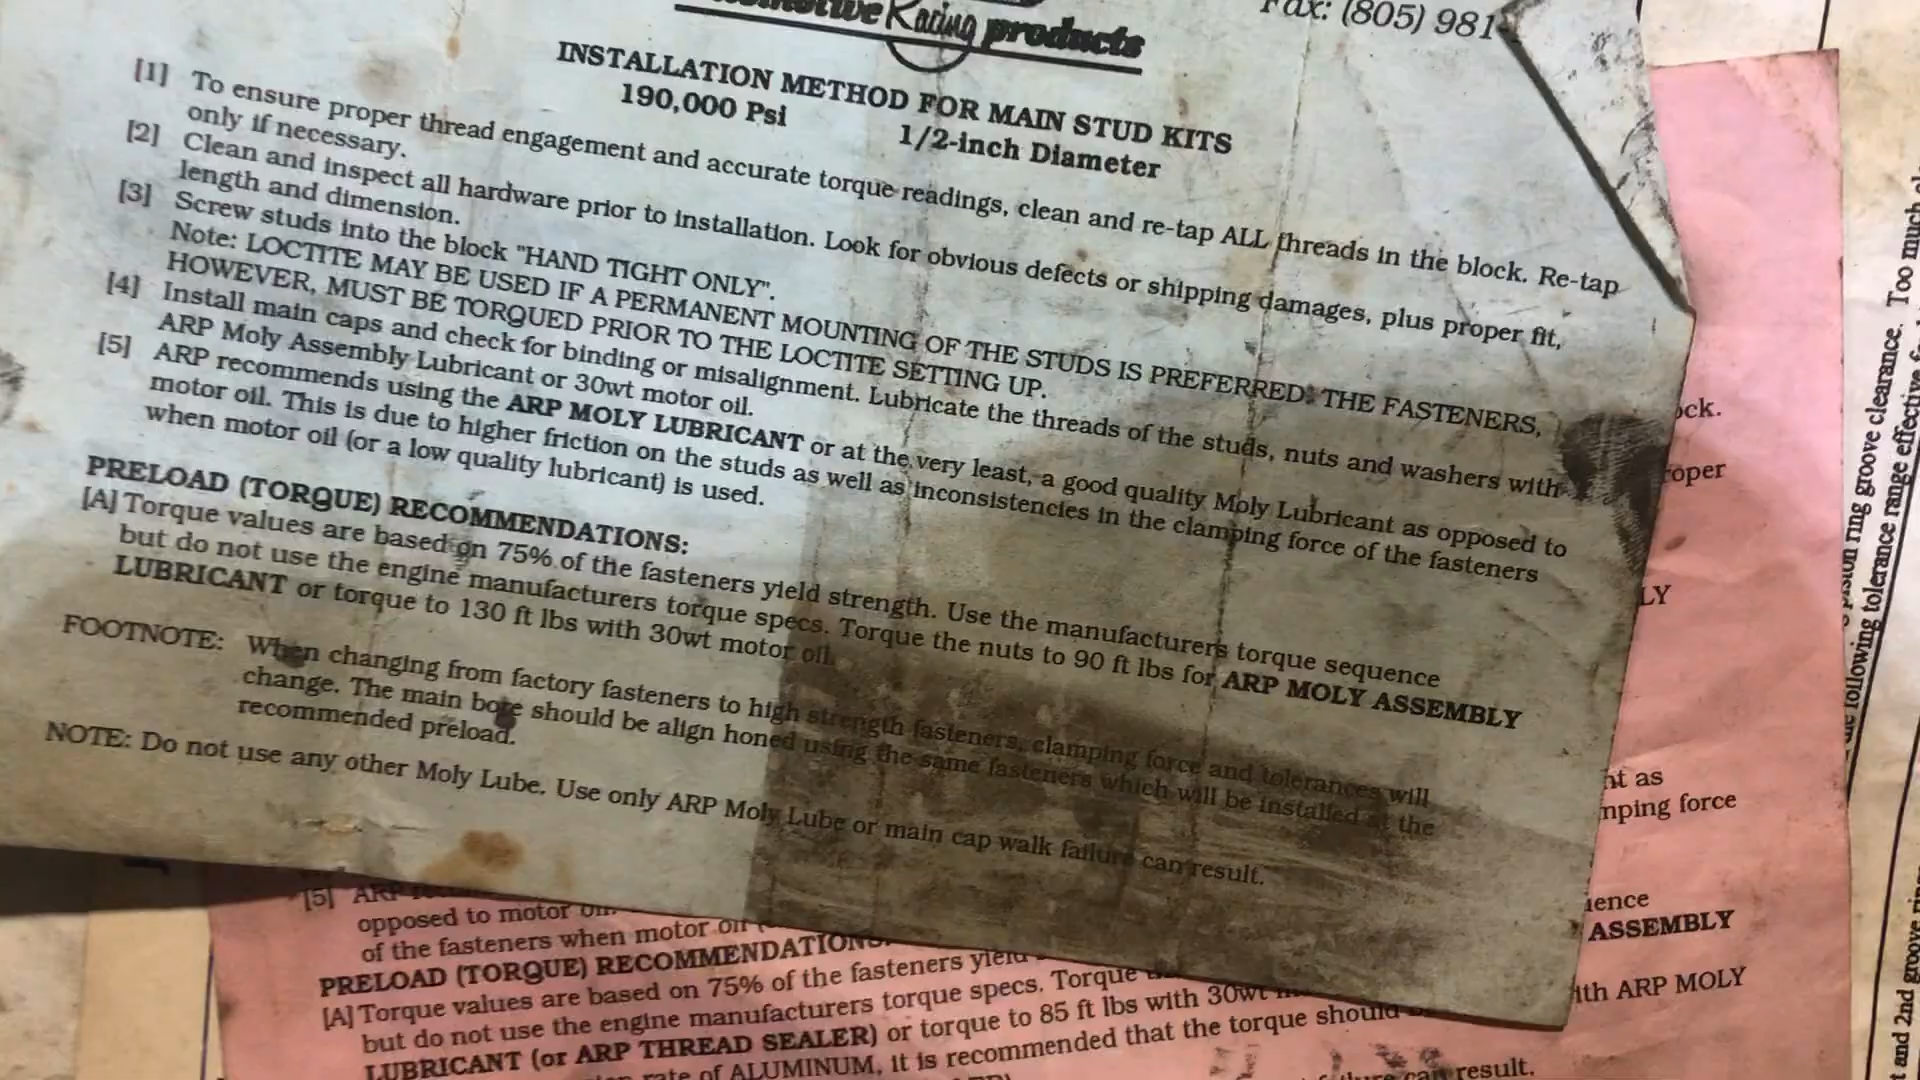 Racing products
Fax: (805) 981-
INSTALLATION METHOD FOR MAIN STUD KITS
190,000 Psi 1/2-inch Diameter
[1] To ensure proper thread engagement and accurate torque readings, clean and re-tap ALL threads in the block. Re-tap
only if necessary.
[2] Clean and inspect all hardware prior to installation. Look for obvious defects or shipping damages, plus proper fit,
length and dimension.
[3] Screw studs into the block "HAND TIGHT ONLY".
Note: LOCTITE MAY BE USED IF A PERMANENT MOUNTING OF THE STUDS IS PREFERRED. THE FASTENERS,
HOWEVER, MUST BE TORQUED PRIOR TO THE LOCTITE SETTING UP.
[4] Install main caps and check for binding or misalignment. Lubricate the threads of the studs, nuts and washers with
ARP Moly Assembly Lubricant or 30wt motor oil.
[5] ARP recommends using the ARP MOLY LUBRICANT or at the very least, a good quality Moly Lubricant as opposed to
motor oil. This is due to higher friction on the studs as well as inconsistencies in the clamping force of the fasteners
when motor oil (or a low quality lubricant) is used.
PRELOAD (TORQUE) RECOMMENDATIONS:
[A] Torque values are based on 75% of the fasteners yield strength. Use the manufacturers torque sequence
but do not use the engine manufacturers torque specs. Torque the nuts to 90 ft lbs for ARP MOLY ASSEMBLY
LUBRICANT or torque to 130 ft lbs with 30wt motor oil.
FOOTNOTE: When changing from factory fasteners to high strength fasteners, clamping force and tolerances will
change. The main bore should be align honed using the same fasteners which will be installed at the
recommended preload.
NOTE: Do not use any other Moly Lube. Use only ARP Moly Lube or main cap walk failure can result.
[5] ARP
opposed to motor oil.
of the fasteners when motor oil
PRELOAD (TORQUE) RECOMMENDATIONS
[A] Torque values are based on 75% of the fasteners yield
but do not use the engine manufacturers torque specs. Torque
LUBRICANT (or ARP THREAD SEALER) or torque to 85 ft lbs with 30wt
rate of ALUMINUM, it is recommended that the torque should
can result.
ock.
roper
LY
nt as
mping force
ience
ASSEMBLY
ith ARP MOLY
ring groove clearance. Too much
following tolerance range effective
and 2nd groove